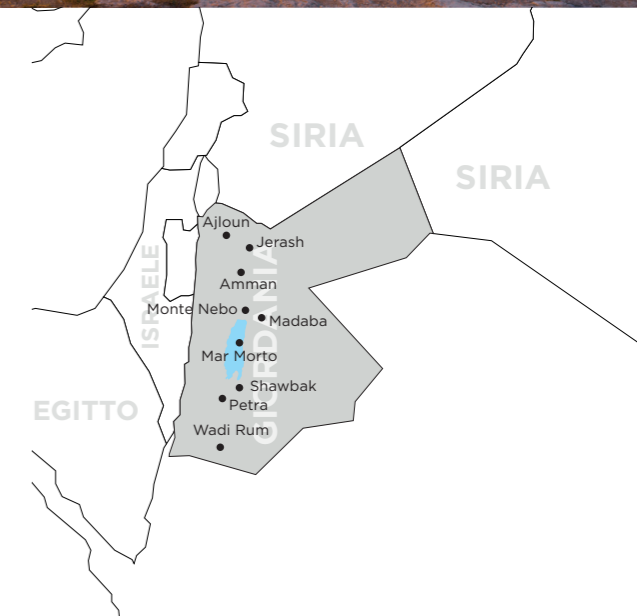 SIRIA
SIRIA
Ajloun
Jerash
Amman
ISRAELE
GIORDANIA
Monte Nebo
Madaba
Mar Morto
Shawbak
EGITTO
Petra
Wadi Rum